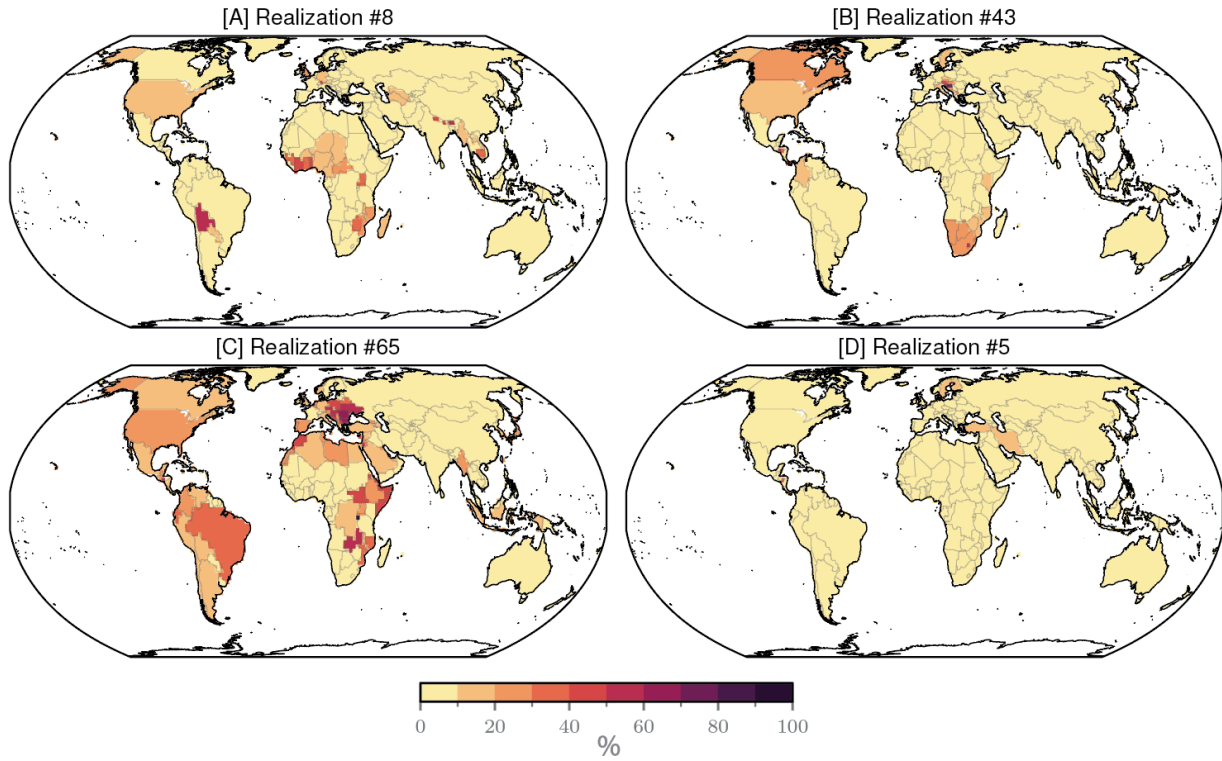 [A] Realization #8
[B] Realization #43
[C] Realization #65
[D] Realization #5
0 20 40 60 80 100
%